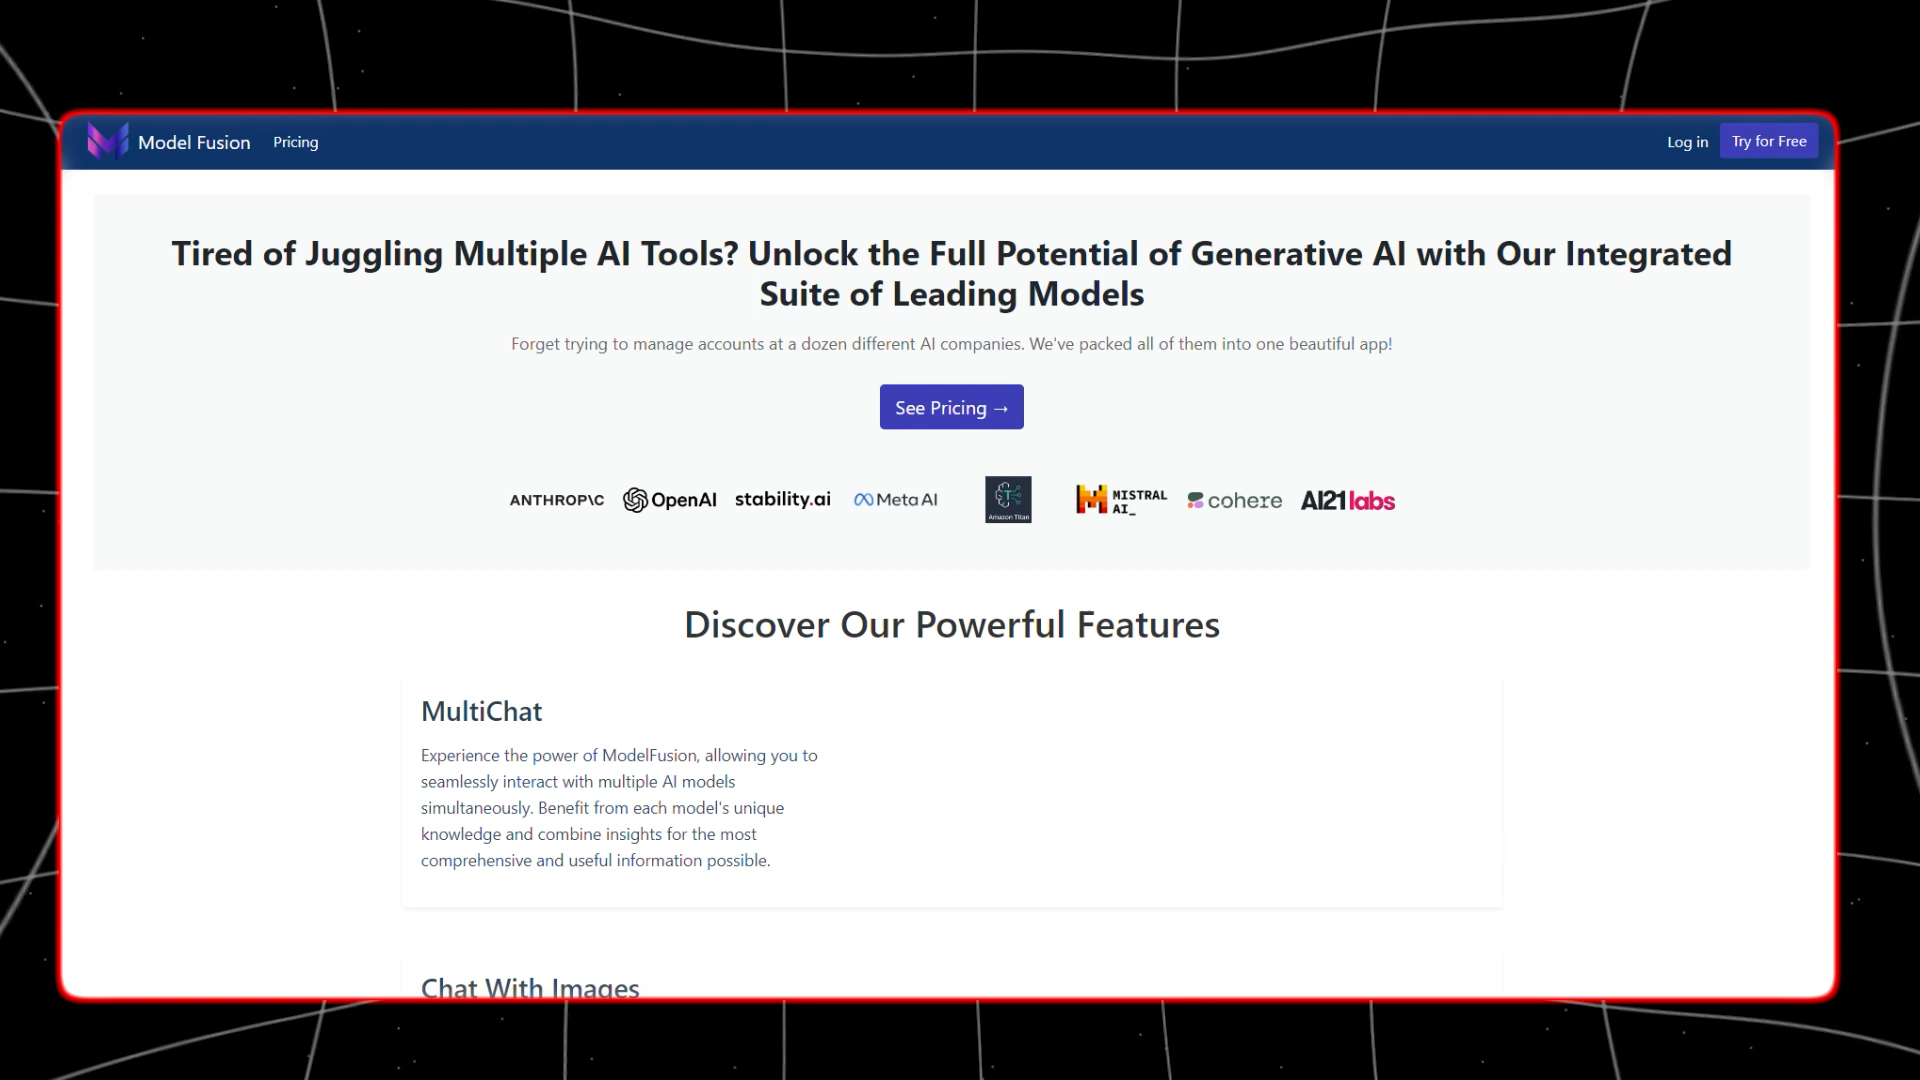 Model Fusion Pricing Log in Try for Free
Tired of Juggling Multiple AI Tools? Unlock the Full Potential of Generative AI with Our Integrated
Suite of Leading Models
Forget trying to manage accounts at a dozen different AI companies. We've packed all of them into one beautiful app!
See Pricing →
ANTHROP\C OpenAI stability.ai Meta AI Amazon Titan MISTRAL AI_ cohere AI21labs
Discover Our Powerful Features
MultiChat
Experience the power of ModelFusion, allowing you to
seamlessly interact with multiple AI models
simultaneously. Benefit from each model's unique
knowledge and combine insights for the most
comprehensive and useful information possible.
Chat With Images